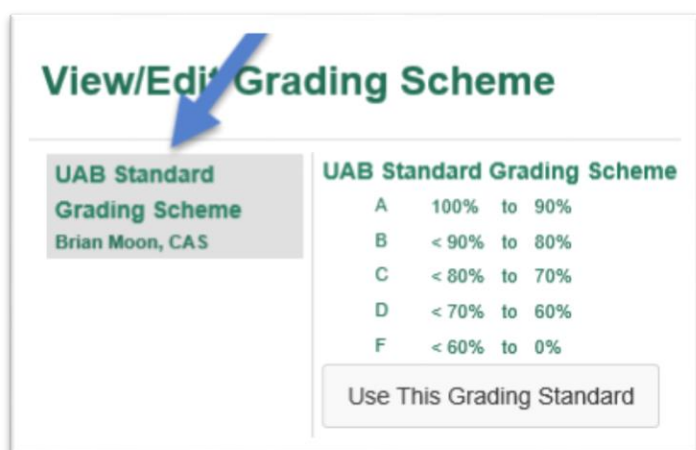 View/Edit Grading Scheme
UAB Standard
Grading Scheme
Brian Moon, CAS
UAB Standard Grading Scheme
A 100% to 90%
B < 90% to 80%
C < 80% to 70%
D < 70% to 60%
F < 60% to 0%
Use This Grading Standard